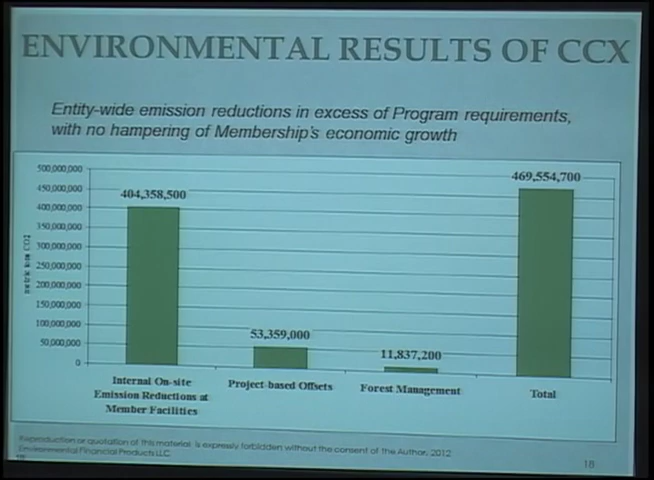 ENVIRONMENTAL RESULTS OF CCX
Entity-wide emission reductions in excess of Program requirements,
with no hampering of Membership's economic growth
500,000,000
450,000,000
400,000,000
350,000,000
300,000,000
250,000,000
200,000,000
150,000,000
100,000,000
50,000,000
0
metric tons CO2
404,358,500
53,359,000
11,837,200
469,554,700
Internal On-site
Emission Reductions at
Member Facilities
Project-based Offsets
Forest Management
Total
Reproduction or quotation of this material is expressly forbidden without the consent of the Author, 2012
Environmental Financial Products LLC
18
18